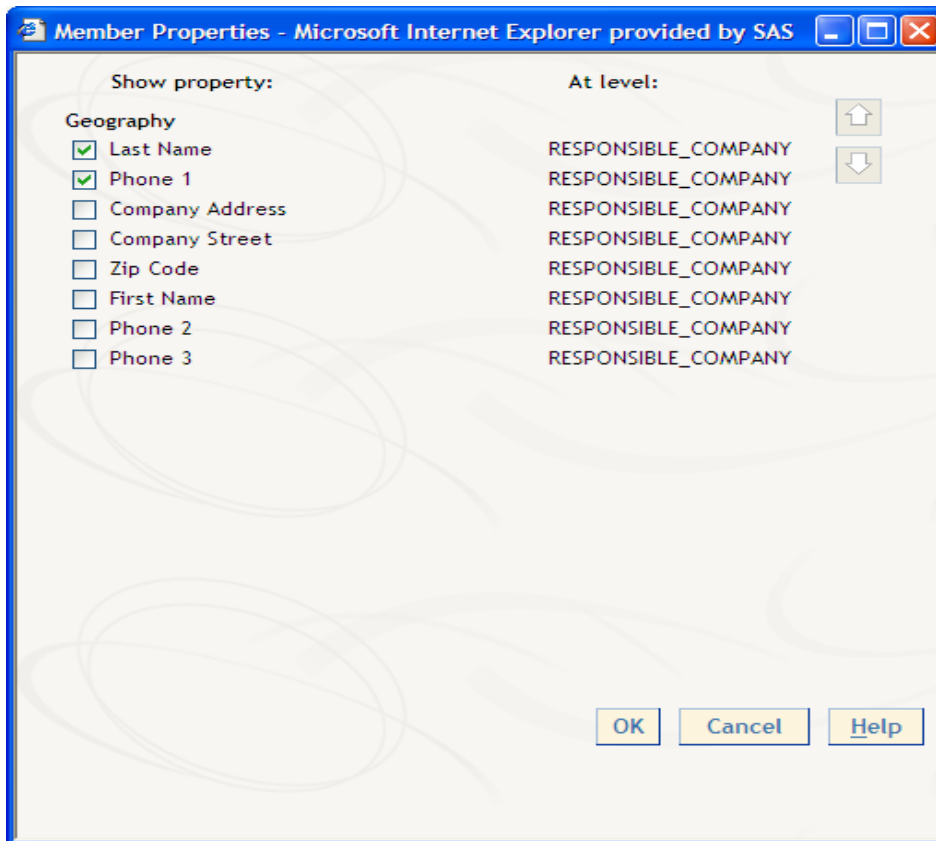 Member Properties - Microsoft Internet Explorer provided by SAS
Show property: At level:
Geography
Last Name RESPONSIBLE_COMPANY
Phone 1 RESPONSIBLE_COMPANY
Company Address RESPONSIBLE_COMPANY
Company Street RESPONSIBLE_COMPANY
Zip Code RESPONSIBLE_COMPANY
First Name RESPONSIBLE_COMPANY
Phone 2 RESPONSIBLE_COMPANY
Phone 3 RESPONSIBLE_COMPANY
OK Cancel Help